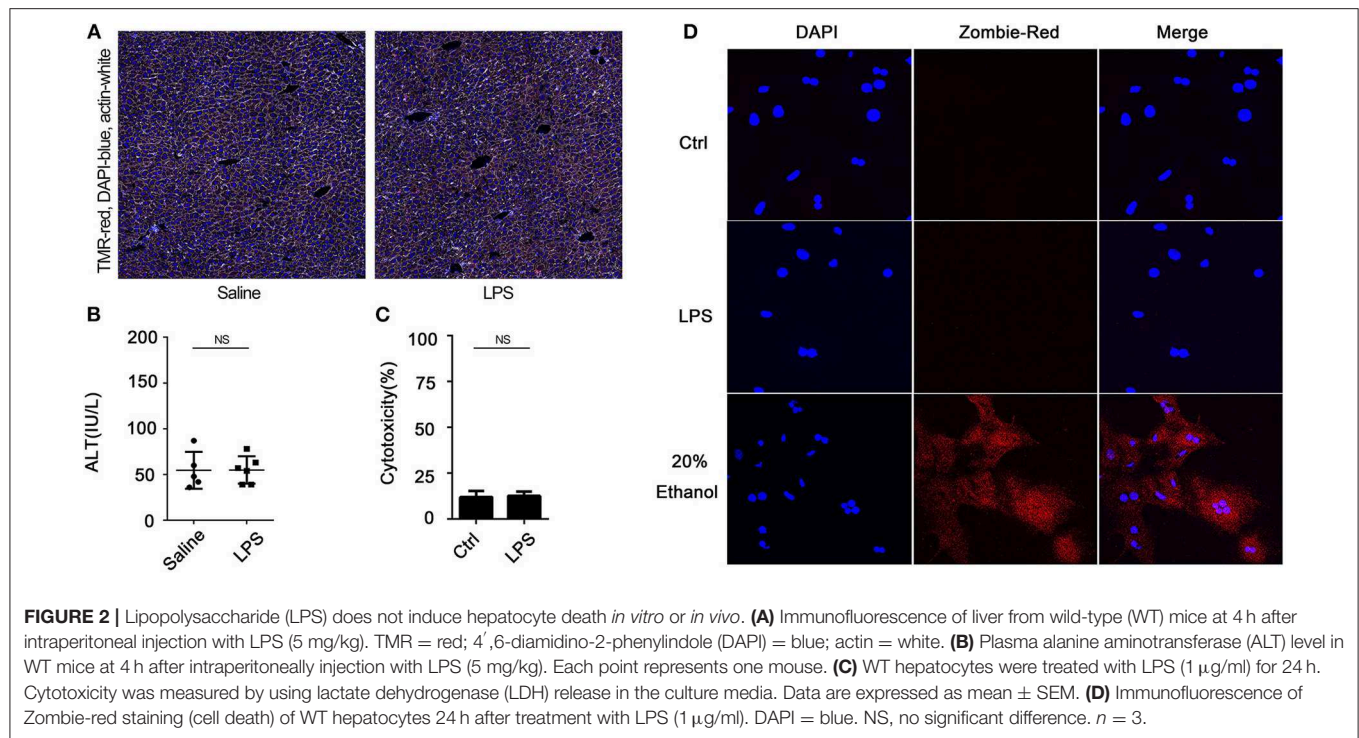 A
TMR-red, DAPI-blue, actin-white
Saline
LPS
B
ALT(IU/L)
200
150
100
50
0
NS
Saline
LPS
C
Cytotoxicity(%)
100
75
50
25
0
NS
Ctrl
LPS
D
DAPI
Zombie-Red
Merge
Ctrl
LPS
20%
Ethanol
FIGURE 2 | Lipopolysaccharide (LPS) does not induce hepatocyte death in vitro or in vivo. (A) Immunofluorescence of liver from wild-type (WT) mice at 4 h after
intraperitoneal injection with LPS (5 mg/kg). TMR = red; 4′,6-diamidino-2-phenylindole (DAPI) = blue; actin = white. (B) Plasma alanine aminotransferase (ALT) level in
WT mice at 4 h after intraperitoneally injection with LPS (5 mg/kg). Each point represents one mouse. (C) WT hepatocytes were treated with LPS (1 μg/ml) for 24 h.
Cytotoxicity was measured by using lactate dehydrogenase (LDH) release in the culture media. Data are expressed as mean ± SEM. (D) Immunofluorescence of
Zombie-red staining (cell death) of WT hepatocytes 24 h after treatment with LPS (1 μg/ml). DAPI = blue. NS, no significant difference. n = 3.